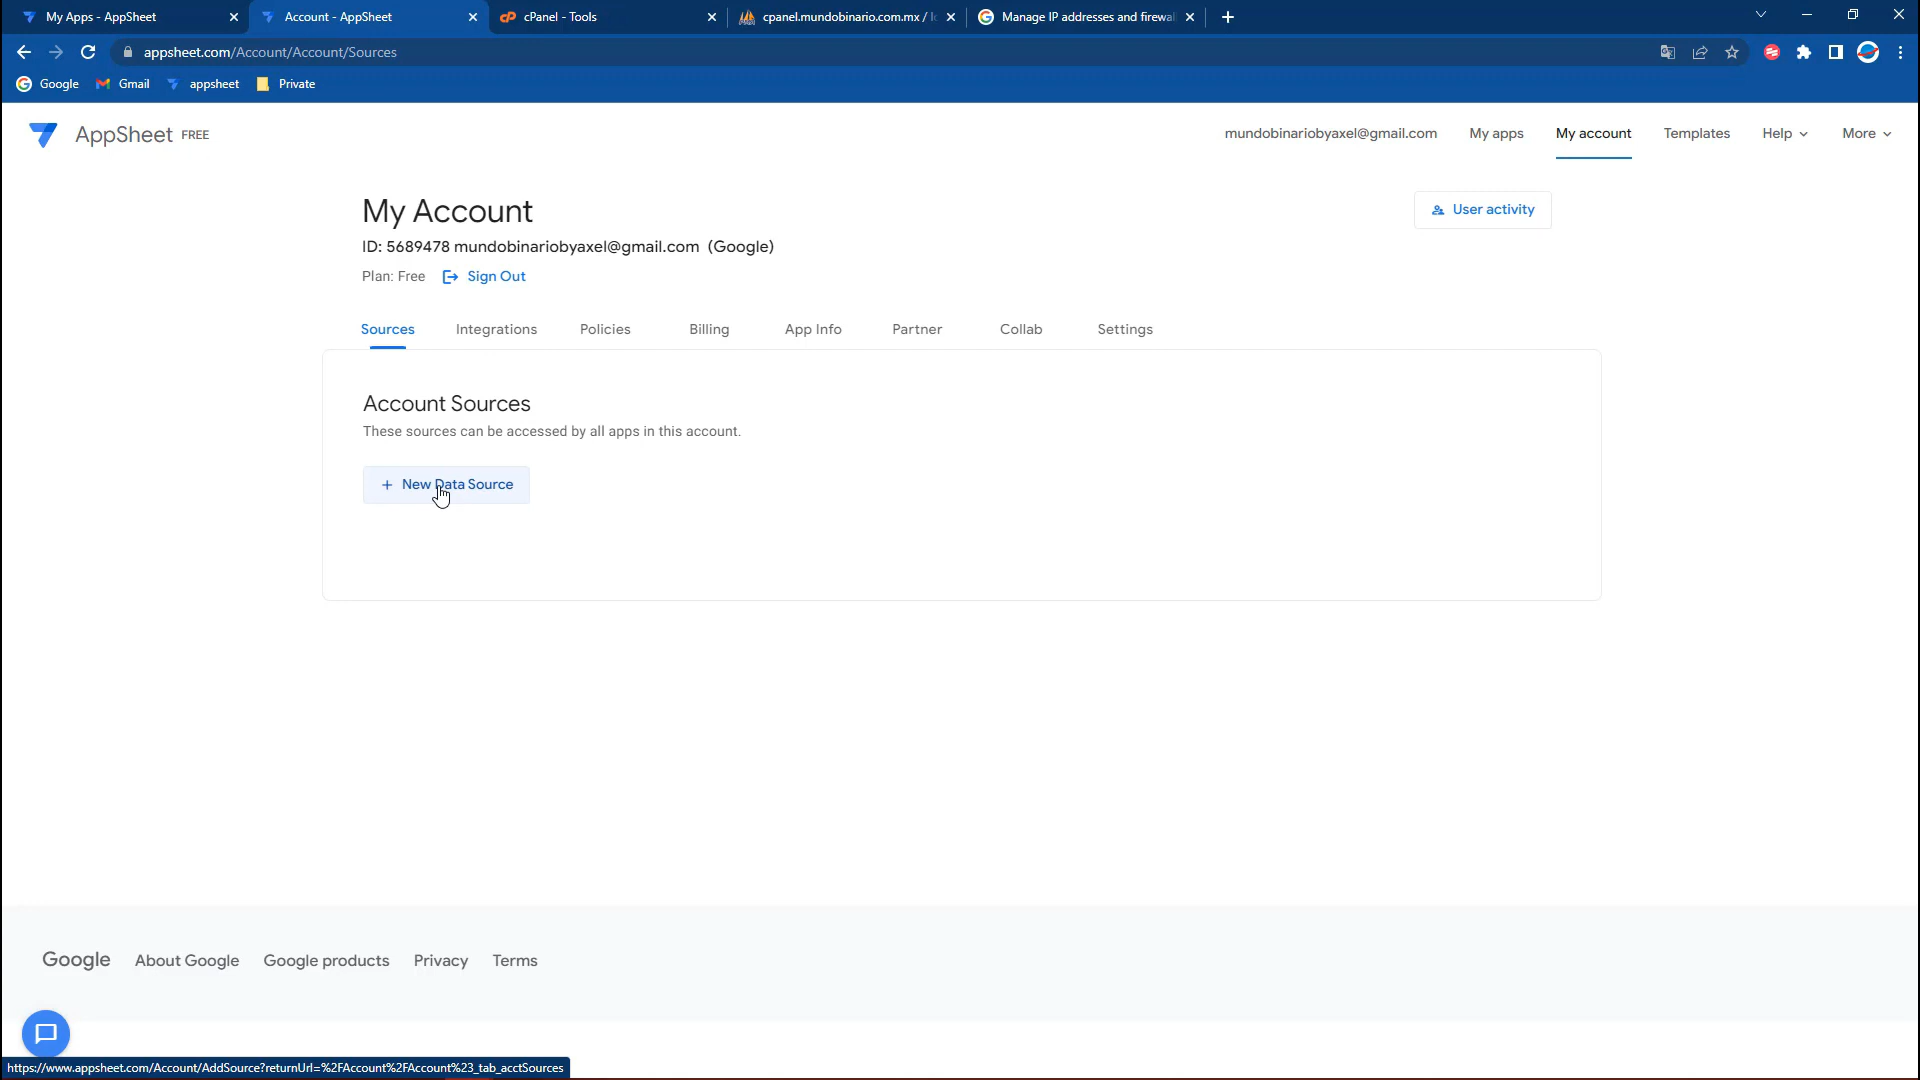 My Apps - AppSheet
Account - AppSheet
cPanel - Tools
cpanel.mundobinario.com.mx /
Manage IP addresses and firewal
appsheet.com/Account/Account/Sources
Google
Gmail
appsheet
Private
AppSheet FREE
mundobinariobyaxel@gmail.com
My apps
My account
Templates
Help
More
My Account
User activity
ID: 5689478 mundobinariobyaxel@gmail.com (Google)
Plan: Free
Sign Out
Sources
Integrations
Policies
Billing
App Info
Partner
Collab
Settings
Account Sources
These sources can be accessed by all apps in this account.
+ New Data Source
Google
About Google
Google products
Privacy
Terms
https://www.appsheet.com/Account/AddSource?returnUrl=%2FAccount%2FAccount%23_tab_acctSources